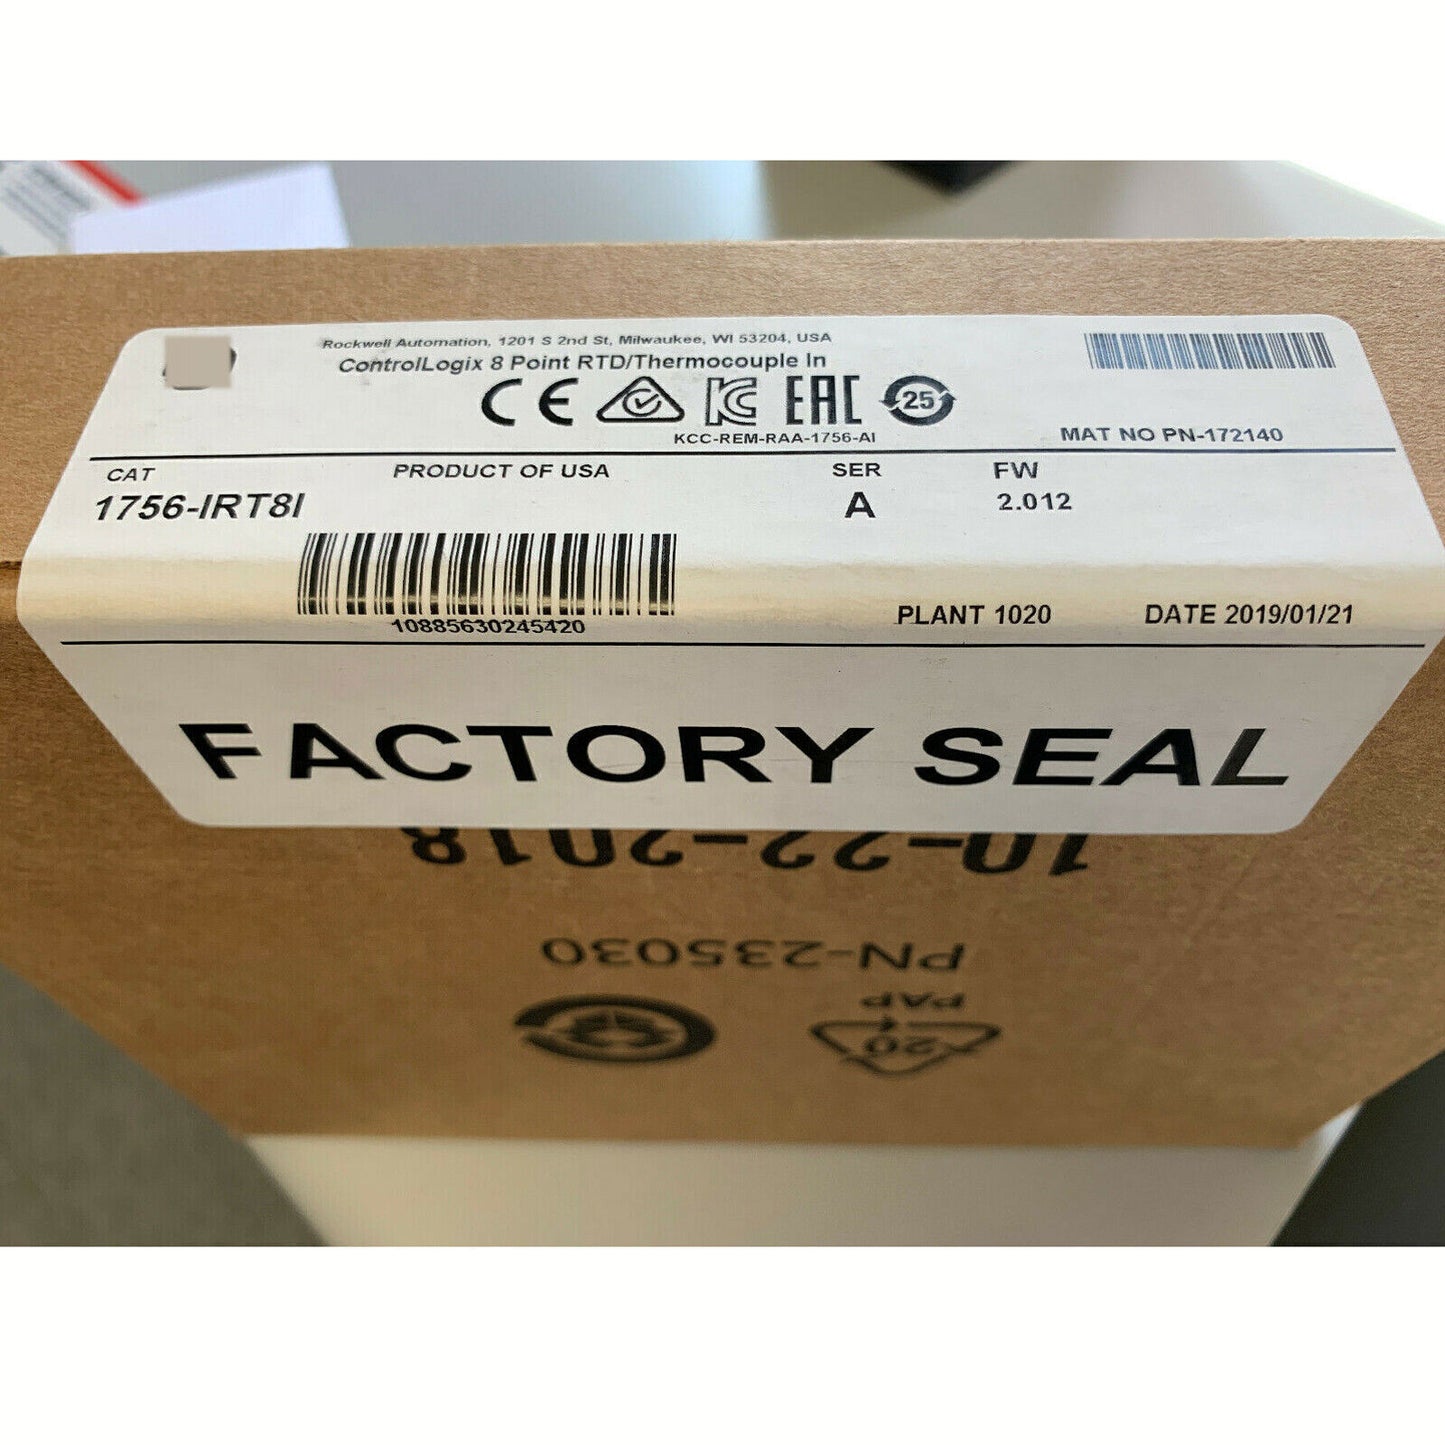 Rockwell Automation, 1201 S 2nd St, Milwaukee, WI 53204, USA
ControlLogix 8 Point RTD/Thermocouple In
CE KC EAC 25
KCC-REM-RAA-1756-AI
MAT NO PN-172140
CAT PRODUCT OF USA SER FW
1756-IRT8I A 2.012
10885630245420
PLANT 1020 DATE 2019/01/21
FACTORY SEAL
10-22-2018
PN-235030
PAP
20